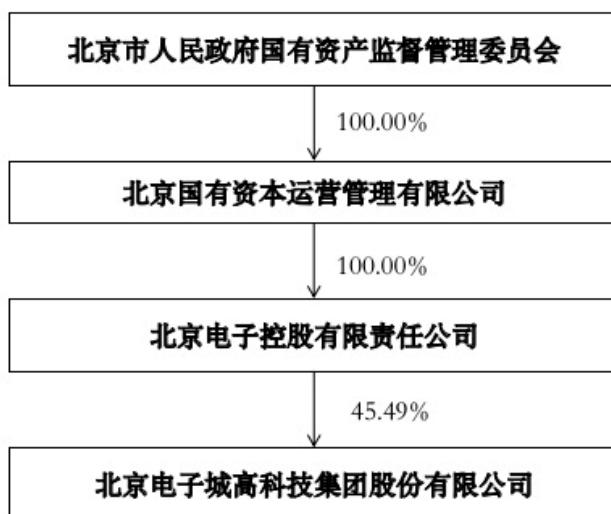 北京市人民政府国有资产监督管理委员会
100.00%
北京国有资本运营管理有限公司
100.00%
北京电子控股有限责任公司
45.49%
北京电子城高科技集团股份有限公司